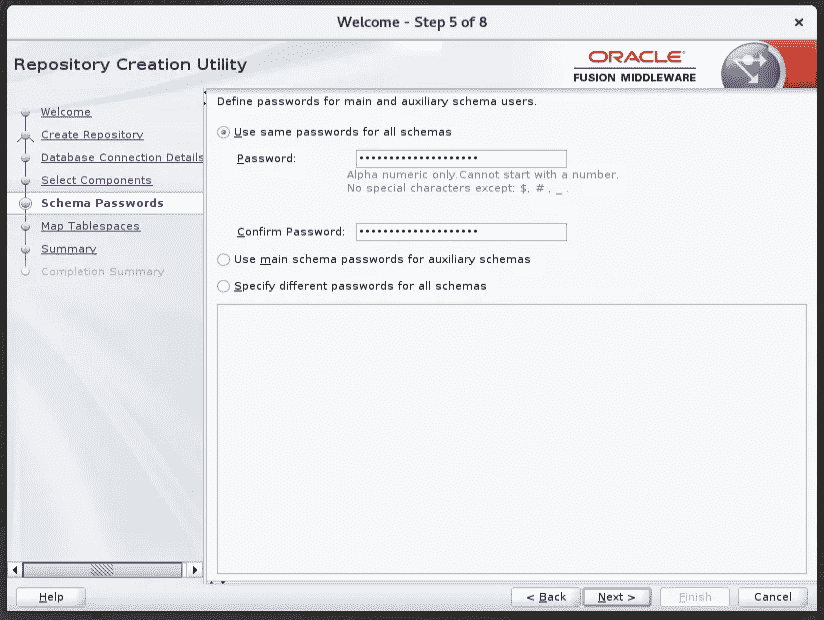 Welcome - Step 5 of 8
×
Repository Creation Utility
ORACLE®
FUSION MIDDLEWARE
Welcome
Create Repository
Database Connection Details
Select Components
Schema Passwords
Map Tablespaces
Summary
Completion Summary
Define passwords for main and auxiliary schema users.
Use same passwords for all schemas
Password: ••••••••••••••••••••
Alpha numeric only.Cannot start with a number.
No special characters except: $, # , _ .
Confirm Password: ••••••••••••••••••••
Use main schema passwords for auxiliary schemas
Specify different passwords for all schemas
Help
< Back
Next >
Finish
Cancel